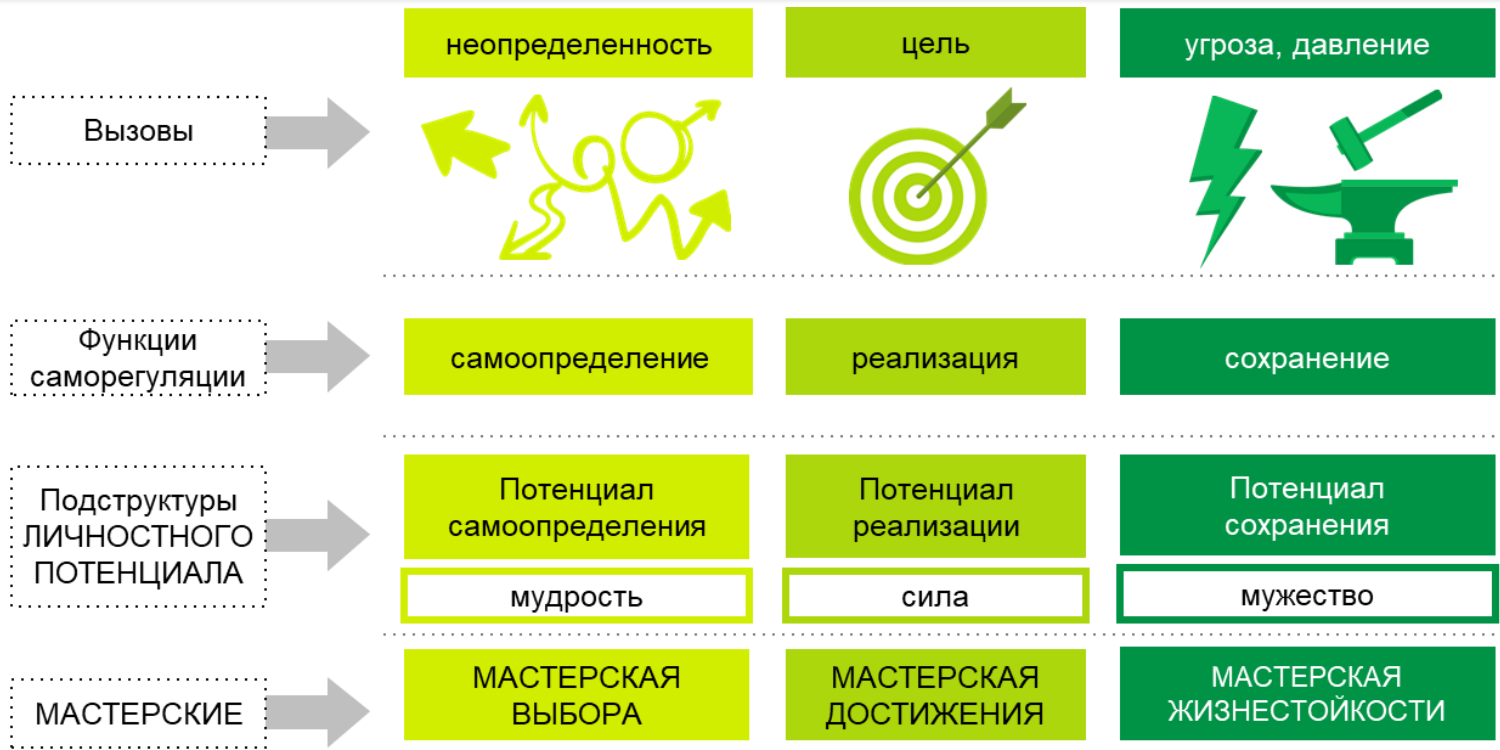 неопределенность
цель
угроза, давление
Вызовы
Функции
саморегуляции
самоопределение
реализация
сохранение
Подструктуры
ЛИЧНОСТНОГО
ПОТЕНЦИАЛА
Потенциал
самоопределения
Потенциал
реализации
Потенциал
сохранения
мудрость
сила
мужество
МАСТЕРСКИЕ
МАСТЕРСКАЯ
ВЫБОРА
МАСТЕРСКАЯ
ДОСТИЖЕНИЯ
МАСТЕРСКАЯ
ЖИЗНЕСТОЙКОСТИ